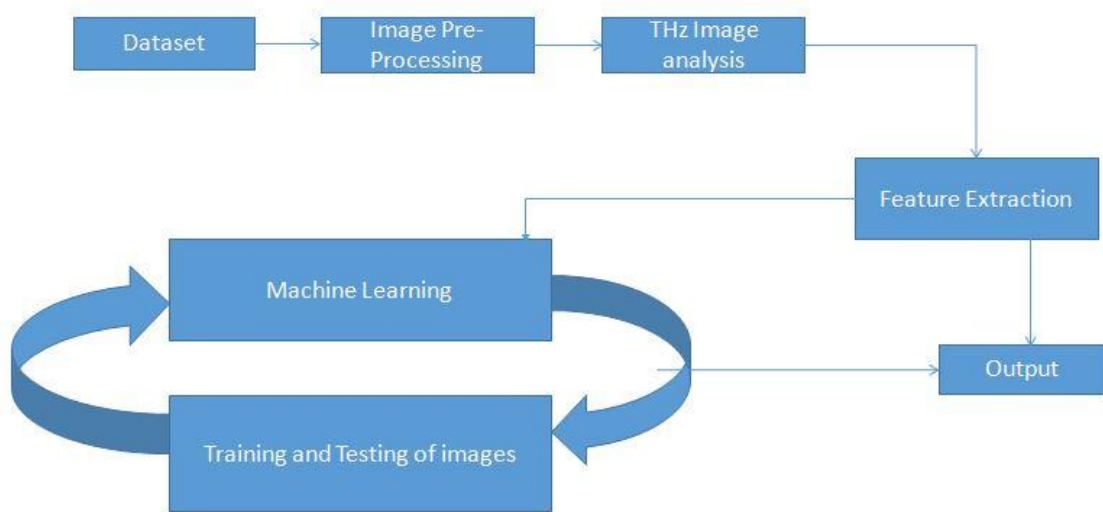 Dataset
Image Pre-
Processing
THz Image
analysis
Feature Extraction
Machine Learning
Output
Training and Testing of images